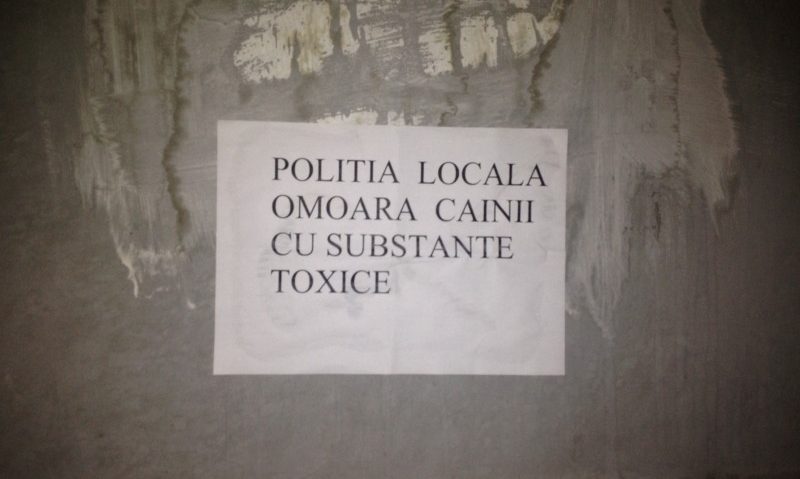 POLITIA LOCALA
OMOARA CAINII
CU SUBSTANTE
TOXICE